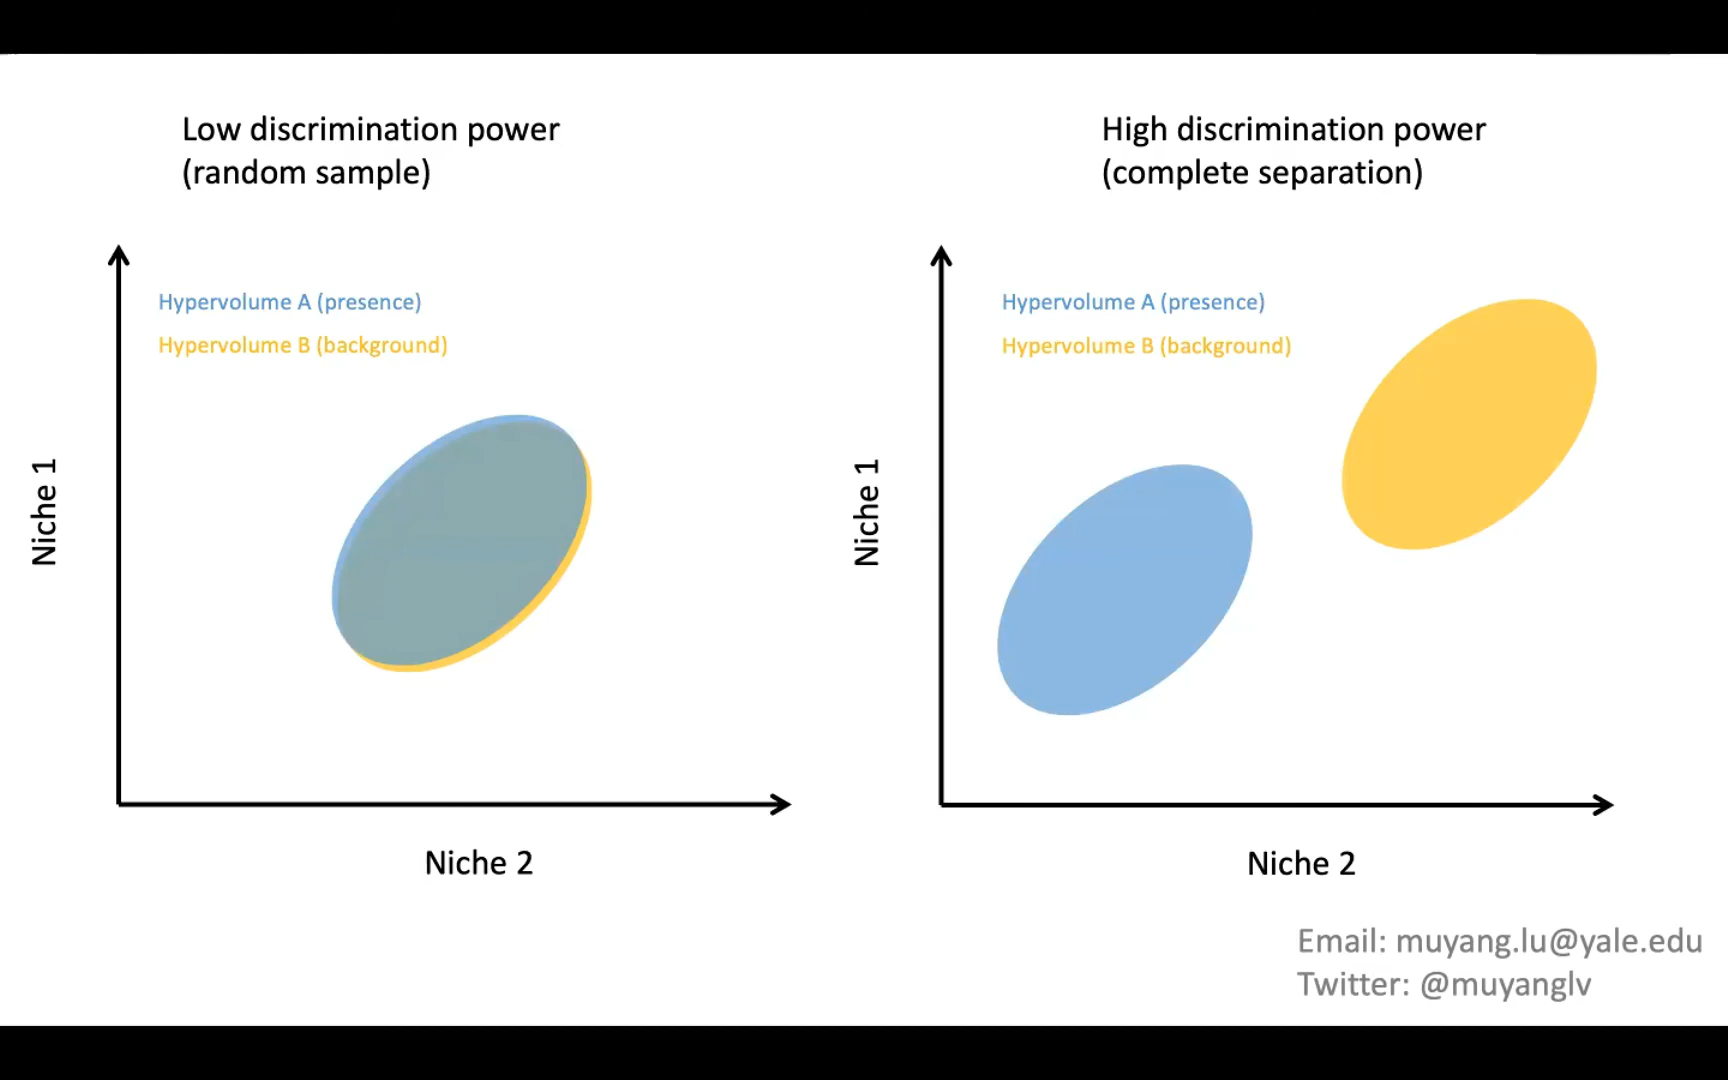 Low discrimination power
(random sample)
Hypervolume A (presence)
Hypervolume B (background)
Niche 1
Niche 2
High discrimination power
(complete separation)
Hypervolume A (presence)
Hypervolume B (background)
Niche 1
Niche 2
Email: muyang.lu@yale.edu
Twitter: @muyanglv